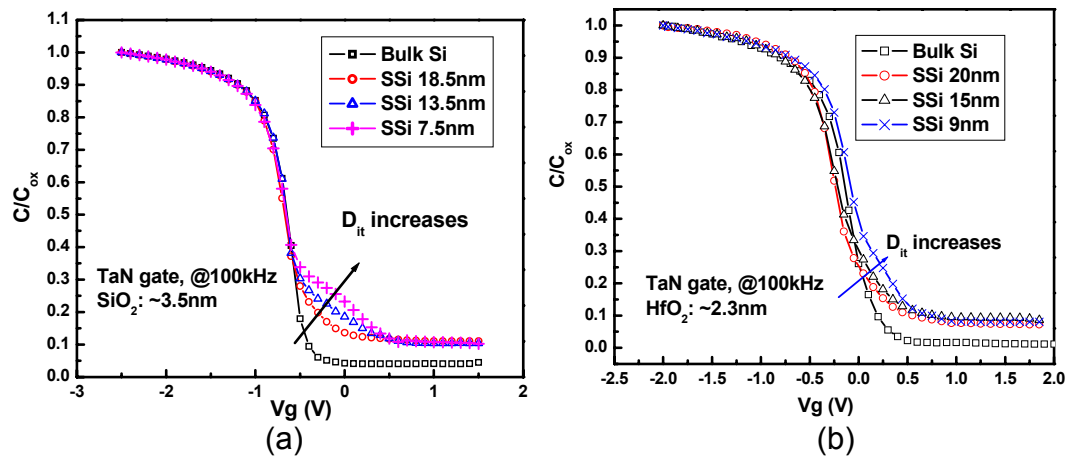 (a)
1.1
1.0
0.9
0.8
0.7
0.6
0.5
0.4
0.3
0.2
0.1
0.0
C/Cox
Bulk Si
SSi 18.5nm
SSi 13.5nm
SSi 7.5nm
Dit increases
TaN gate, @100kHz
SiO2: ~3.5nm
-3 -2 -1 0 1 2
Vg (V)
(a)
(b)
1.0
0.9
0.8
0.7
0.6
0.5
0.4
0.3
0.2
0.1
0.0
C/Cox
Bulk Si
SSi 20nm
SSi 15nm
SSi 9nm
Dit increases
TaN gate, @100kHz
HfO2: ~2.3nm
-2.5 -2.0 -1.5 -1.0 -0.5 0.0 0.5 1.0 1.5 2.0
Vg (V)
(b)